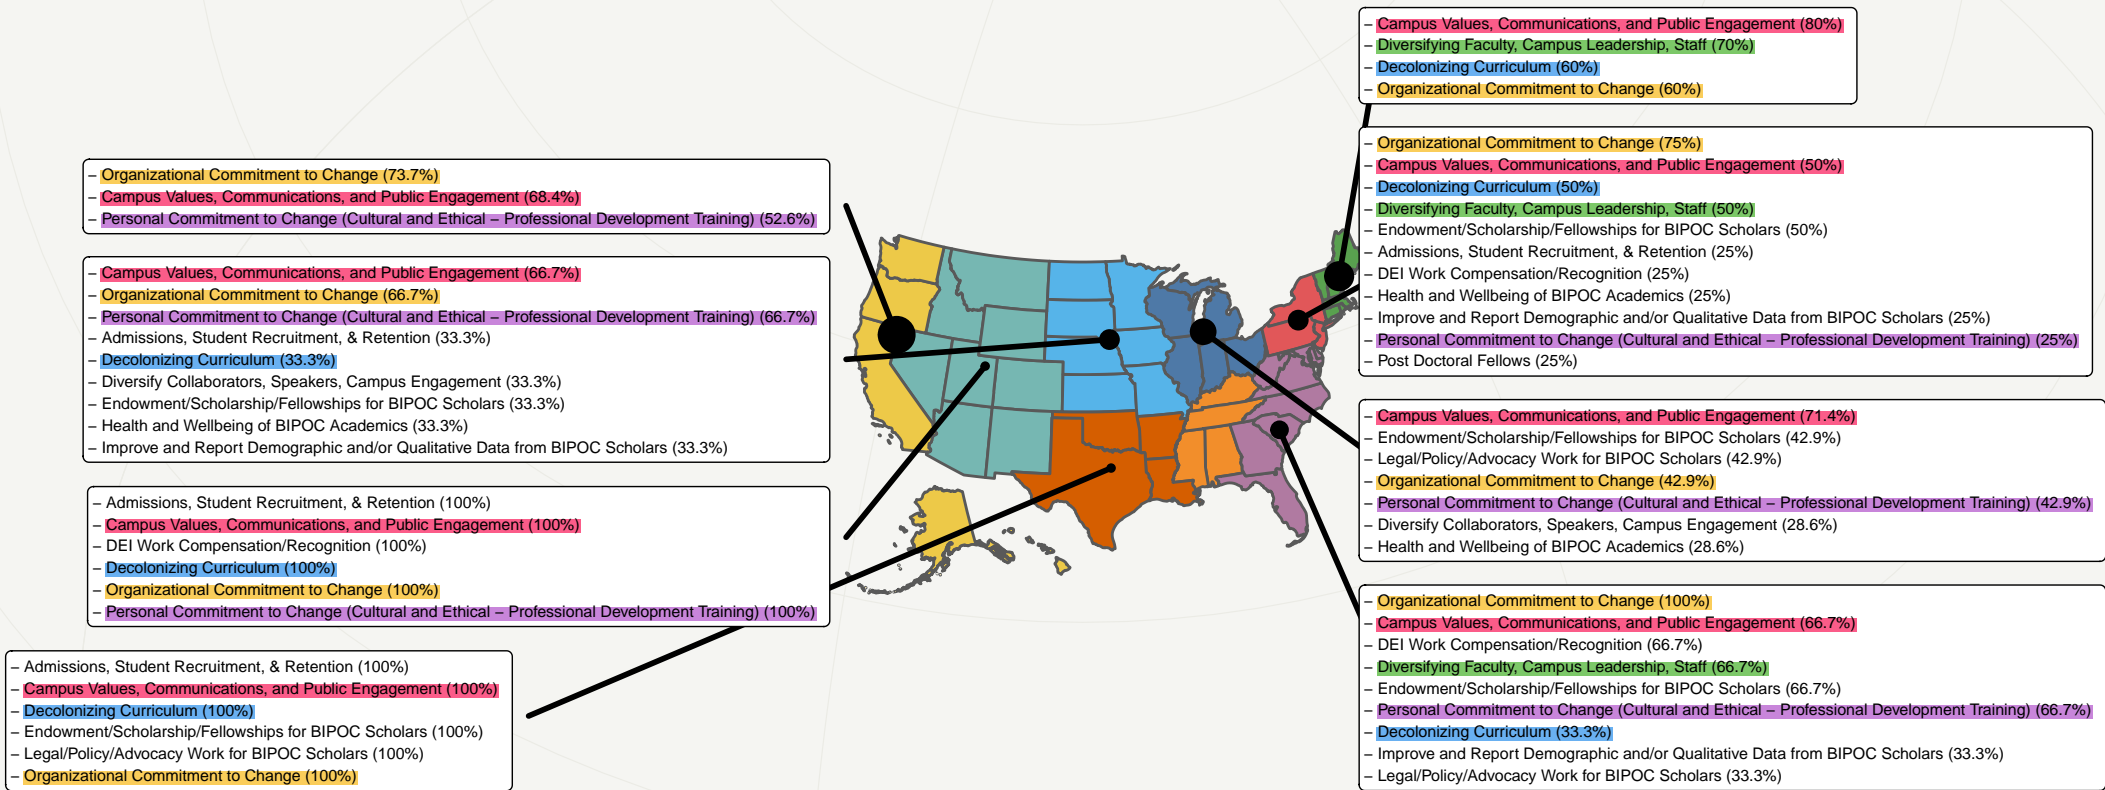 – Organizational Commitment to Change (73.7%)
– Campus Values, Communications, and Public Engagement (68.4%)
– Personal Commitment to Change (Cultural and Ethical – Professional Development Training) (52.6%)
– Campus Values, Communications, and Public Engagement (66.7%)
– Organizational Commitment to Change (66.7%)
– Personal Commitment to Change (Cultural and Ethical – Professional Development Training) (66.7%)
– Admissions, Student Recruitment, & Retention (33.3%)
– Decolonizing Curriculum (33.3%)
– Diversify Collaborators, Speakers, Campus Engagement (33.3%)
– Endowment/Scholarship/Fellowships for BIPOC Scholars (33.3%)
– Health and Wellbeing of BIPOC Academics (33.3%)
– Improve and Report Demographic and/or Qualitative Data from BIPOC Scholars (33.3%)
– Admissions, Student Recruitment, & Retention (100%)
– Campus Values, Communications, and Public Engagement (100%)
– DEI Work Compensation/Recognition (100%)
– Decolonizing Curriculum (100%)
– Organizational Commitment to Change (100%)
– Personal Commitment to Change (Cultural and Ethical – Professional Development Training) (100%)
– Admissions, Student Recruitment, & Retention (100%)
– Campus Values, Communications, and Public Engagement (100%)
– Decolonizing Curriculum (100%)
– Endowment/Scholarship/Fellowships for BIPOC Scholars (100%)
– Legal/Policy/Advocacy Work for BIPOC Scholars (100%)
– Organizational Commitment to Change (100%)
– Campus Values, Communications, and Public Engagement (80%)
– Diversifying Faculty, Campus Leadership, Staff (70%)
– Decolonizing Curriculum (60%)
– Organizational Commitment to Change (60%)
– Organizational Commitment to Change (75%)
– Campus Values, Communications, and Public Engagement (50%)
– Decolonizing Curriculum (50%)
– Diversifying Faculty, Campus Leadership, Staff (50%)
– Endowment/Scholarship/Fellowships for BIPOC Scholars (50%)
– Admissions, Student Recruitment, & Retention (25%)
– DEI Work Compensation/Recognition (25%)
– Health and Wellbeing of BIPOC Academics (25%)
– Improve and Report Demographic and/or Qualitative Data from BIPOC Scholars (25%)
– Personal Commitment to Change (Cultural and Ethical – Professional Development Training) (25%)
– Post Doctoral Fellows (25%)
– Campus Values, Communications, and Public Engagement (71.4%)
– Endowment/Scholarship/Fellowships for BIPOC Scholars (42.9%)
– Legal/Policy/Advocacy Work for BIPOC Scholars (42.9%)
– Organizational Commitment to Change (42.9%)
– Personal Commitment to Change (Cultural and Ethical – Professional Development Training) (42.9%)
– Diversify Collaborators, Speakers, Campus Engagement (28.6%)
– Health and Wellbeing of BIPOC Academics (28.6%)
– Organizational Commitment to Change (100%)
– Campus Values, Communications, and Public Engagement (66.7%)
– DEI Work Compensation/Recognition (66.7%)
– Diversifying Faculty, Campus Leadership, Staff (66.7%)
– Endowment/Scholarship/Fellowships for BIPOC Scholars (66.7%)
– Personal Commitment to Change (Cultural and Ethical – Professional Development Training) (66.7%)
– Decolonizing Curriculum (33.3%)
– Improve and Report Demographic and/or Qualitative Data from BIPOC Scholars (33.3%)
– Legal/Policy/Advocacy Work for BIPOC Scholars (33.3%)